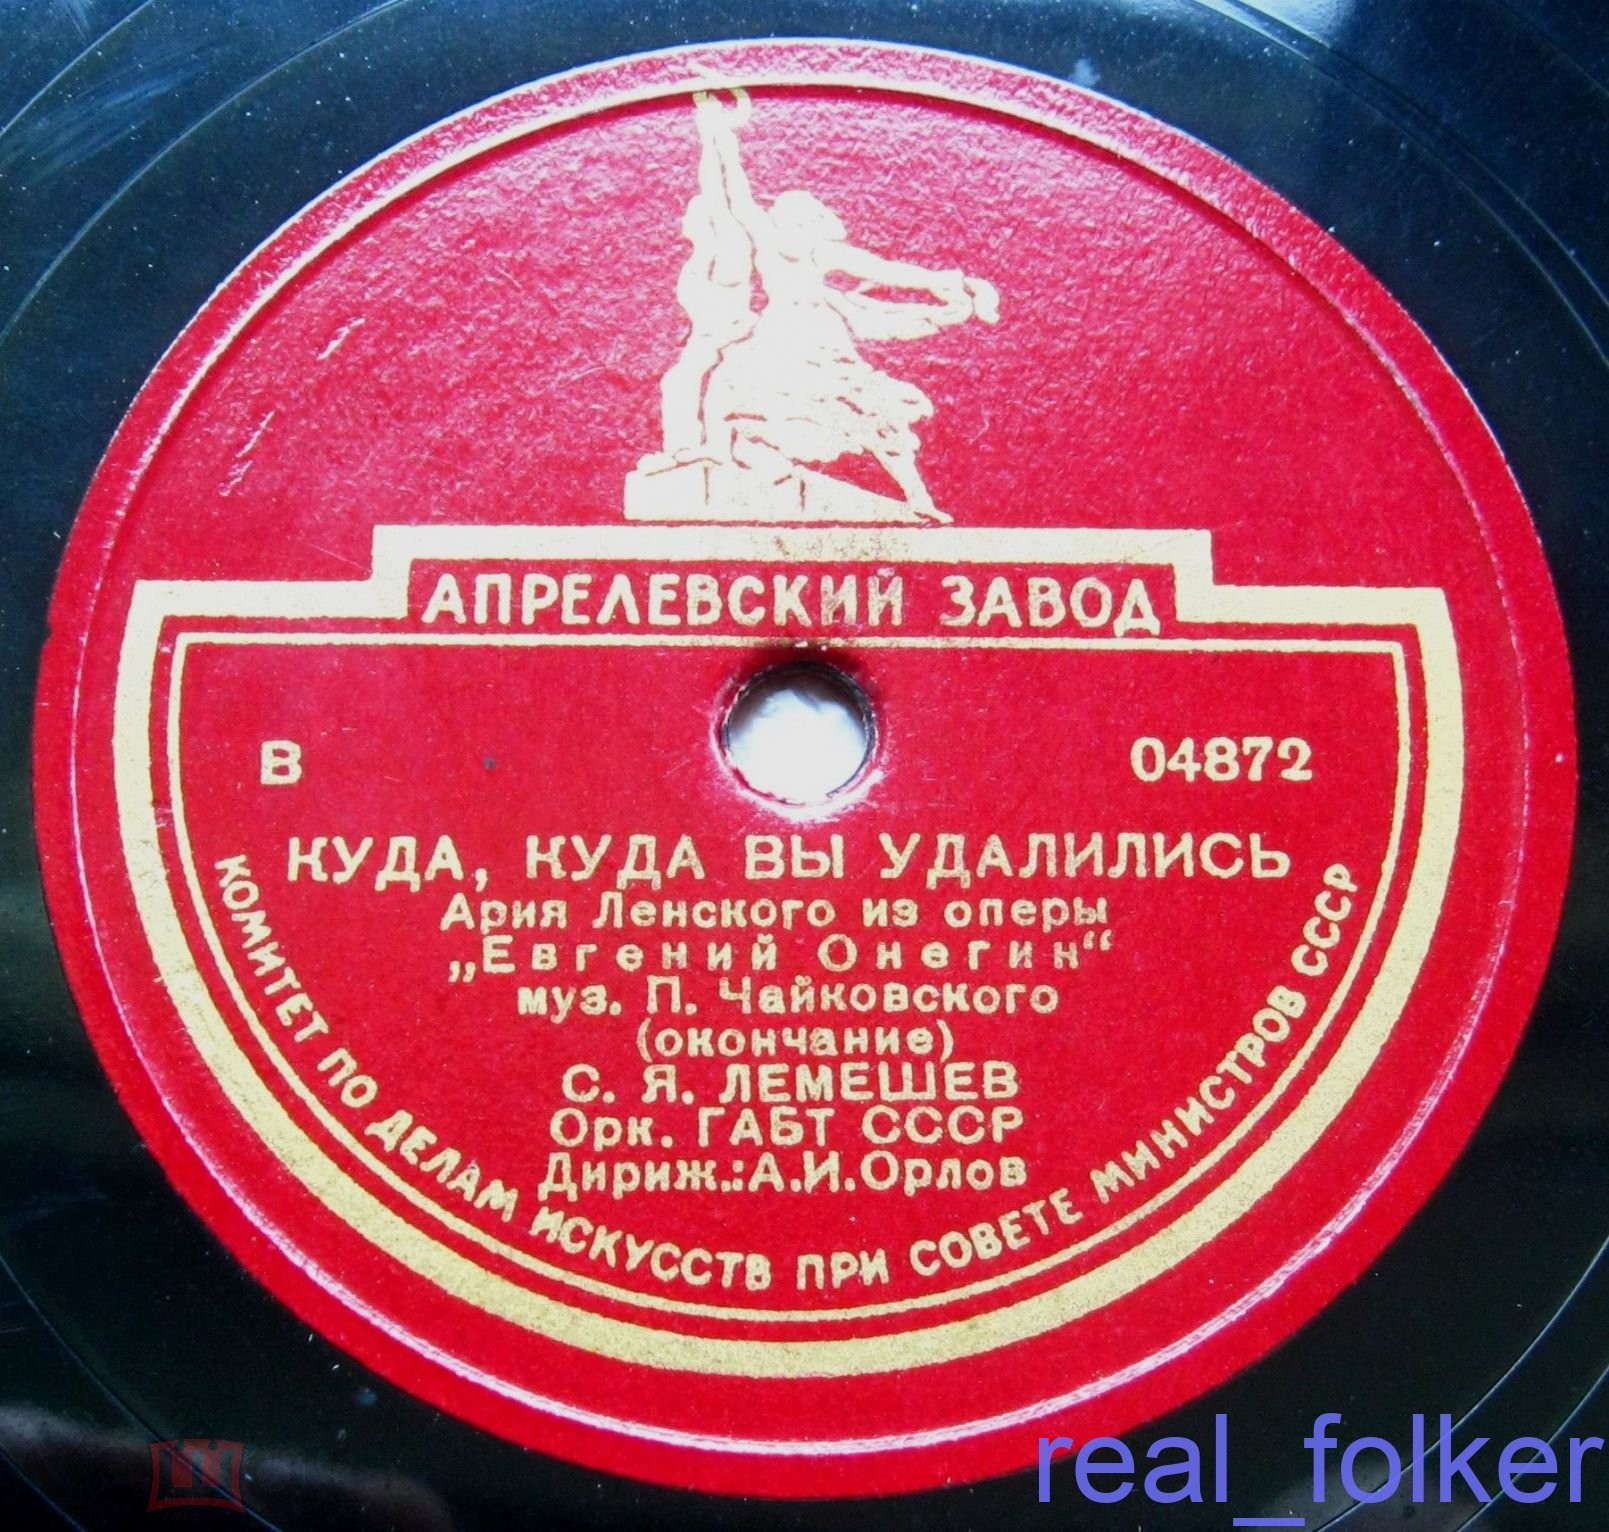 АПРЕЛЕВСКИЙ ЗАВОД
В 04872
КУДА, КУДА ВЫ УДАЛИЛИСЬ
Ария Ленского из оперы
„Евгений Онегин“
муз. П. Чайковского
(окончание)
С. Я. ЛЕМЕШЕВ
Орк. ГАБТ СССР
Дириж.: А.И.Орлов
КОМИТЕТ ПО ДЕЛАМ ИСКУССТВ ПРИ СОВЕТЕ МИНИСТРОВ СССР
real_folker